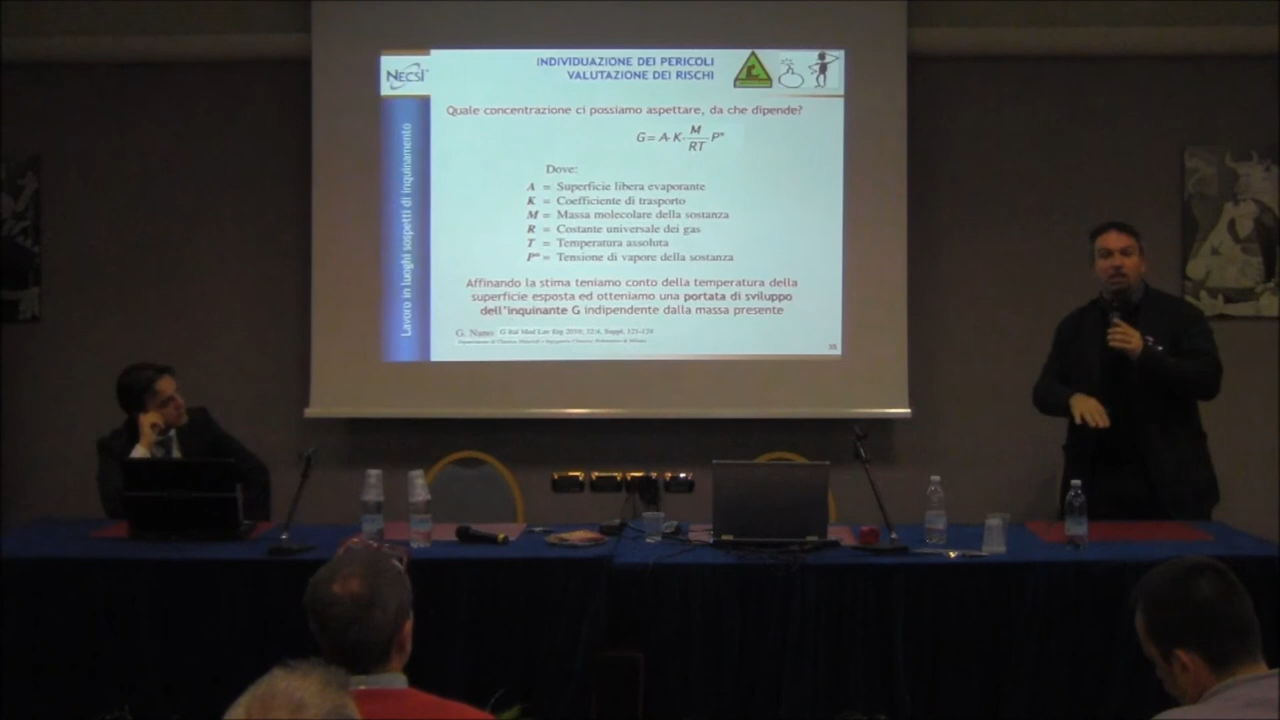 INDIVIDUAZIONE DEI PERICOLI
VALUTAZIONE DEI RISCHI
NECSI
Lavoro in luoghi sospetti di inquinamento
Quale concentrazione ci possiamo aspettare, da che dipende?
G = A·K·M/RT P°
Dove:
A = Superficie libera evaporante
K = Coefficiente di trasporto
M = Massa molecolare della sostanza
R = Costante universale dei gas
T = Temperatura assoluta
P° = Tensione di vapore della sostanza
Affinando la stima teniamo conto della temperatura della
superficie esposta ed otteniamo una portata di sviluppo
dell'inquinante G indipendente dalla massa presente
G. Nano G Ital Med Lav Erg 2010; 32:4, Suppl, 121-124
35